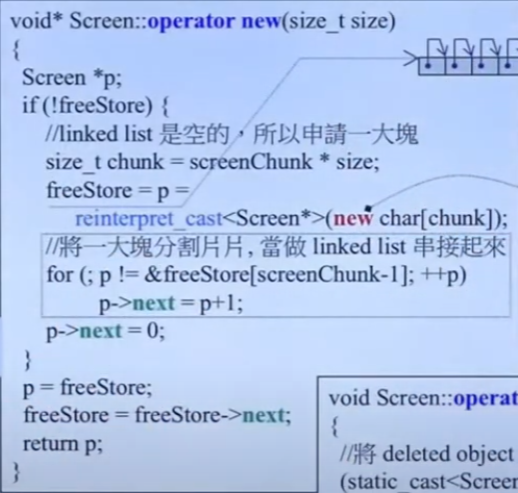 void* Screen::operator new(size_t size)
{
Screen *p;
if (!freeStore) {
//linked list 是空的，所以申請一大塊
size_t chunk = screenChunk * size;
freeStore = p =
reinterpret_cast<Screen*>(new char[chunk]);
//將一大塊分割片片, 當做 linked list 串接起來
for (; p != &freeStore[screenChunk-1]; ++p)
p->next = p+1;
p->next = 0;
}
p = freeStore;
freeStore = freeStore->next;
return p;
}
void Screen::operat
{
//將 deleted object
(static_cast<Screen